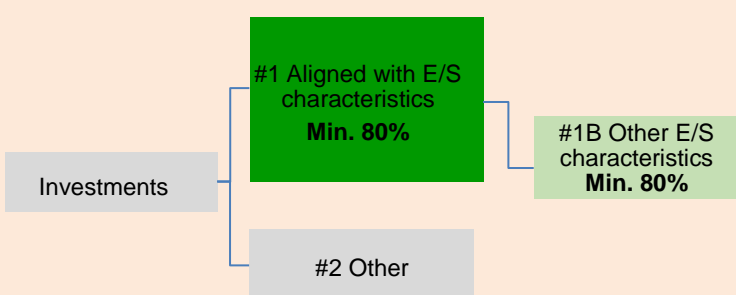 #1 Aligned with E/S
characteristics
Min. 80%
#1B Other E/S
characteristics
Min. 80%
Investments
#2 Other